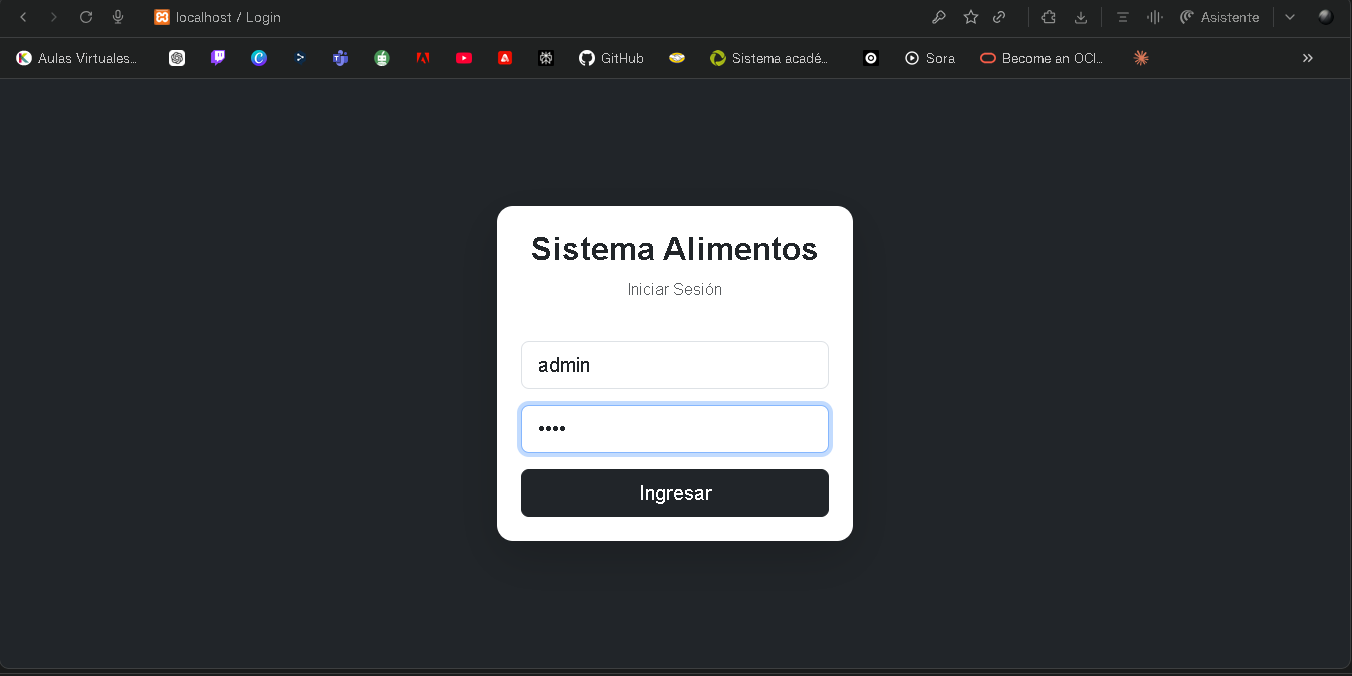 localhost / Login
Asistente
Aulas Virtuales...
GitHub
Sistema acadé...
Sora
Become an OCI...
Sistema Alimentos
Iniciar Sesión
admin
••••
Ingresar